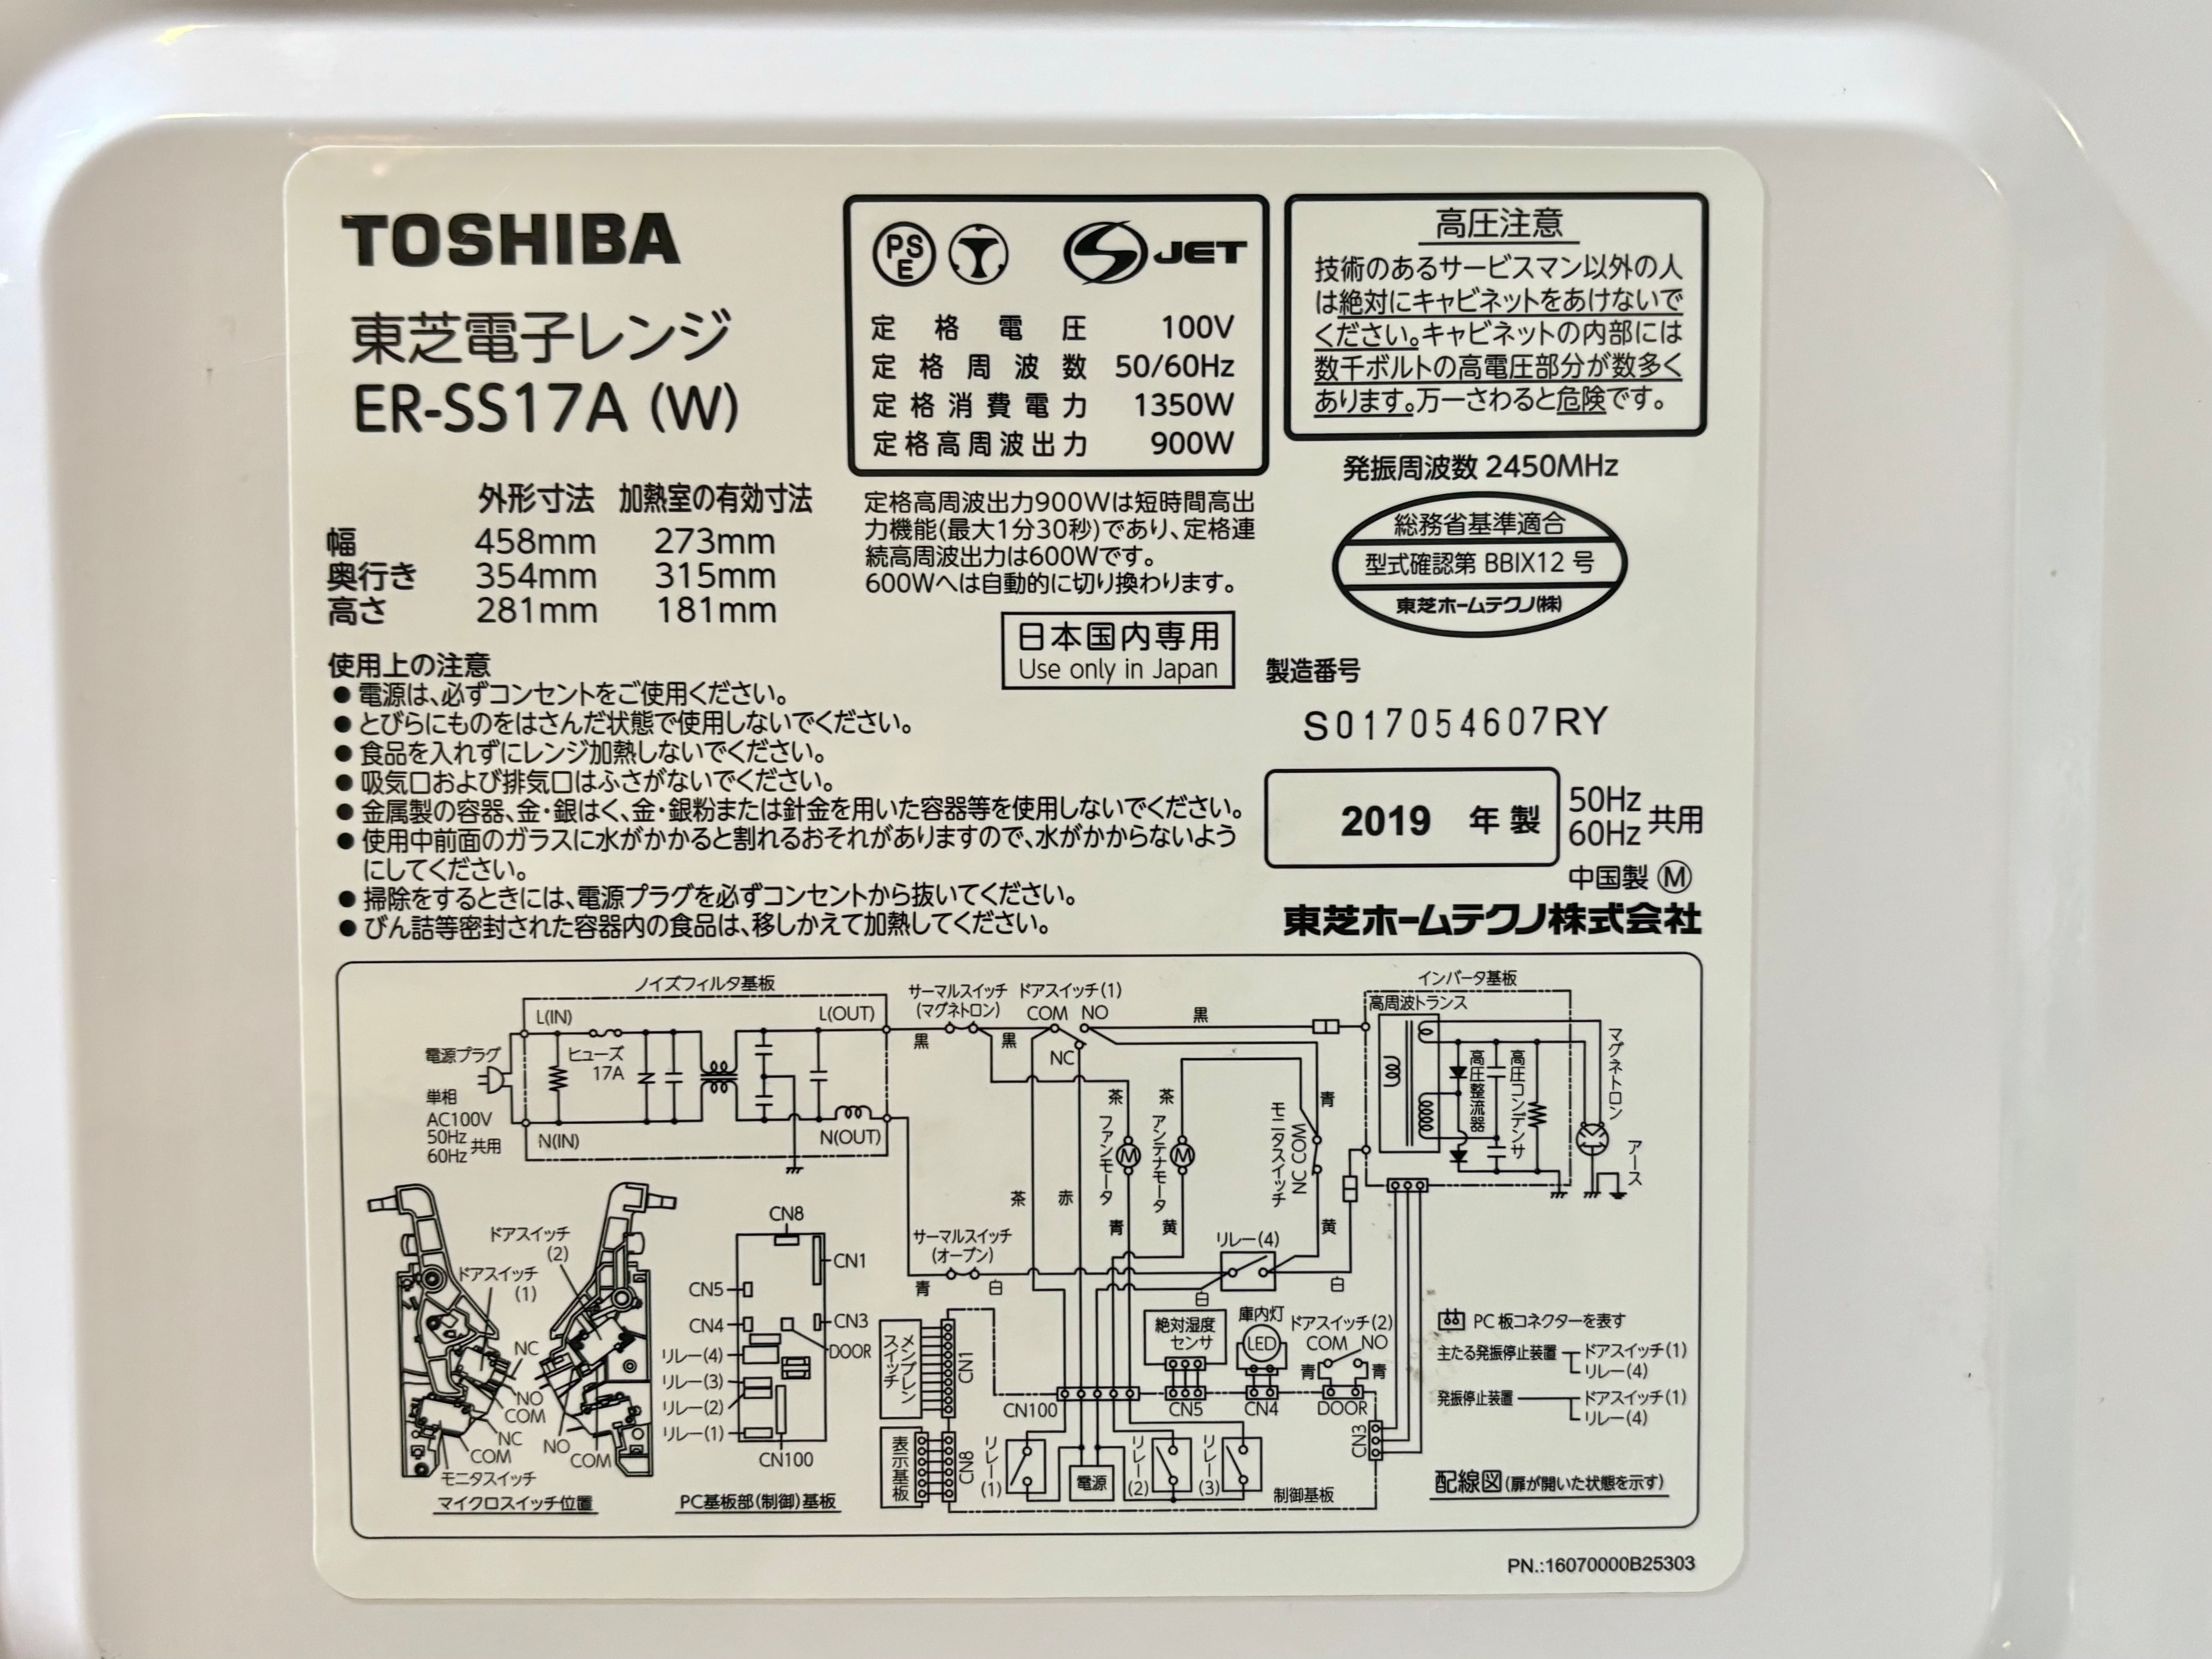 TOSHIBA
東芝電子レンジ
ER-SS17A (W)
外形寸法 加熱室の有効寸法
幅 458mm 273mm
奥行き 354mm 315mm
高さ 281mm 181mm
PS
E
T
S JET
定格電圧 100V
定格周波数 50/60Hz
定格消費電力 1350W
定格高周波出力 900W
定格高周波出力900Wは短時間高出
力機能(最大1分30秒)であり、定格連
続高周波出力は600Wです。
600Wへは自動的に切り換わります。
日本国内専用
Use only in Japan
高圧注意
技術のあるサービスマン以外の人
は絶対にキャビネットをあけないで
ください。キャビネットの内部には
数千ボルトの高電圧部分が数多く
あります。万一さわると危険です。
発振周波数 2450MHz
総務省基準適合
型式確認第 BBIX12 号
東芝ホームテクノ(株)
製造番号
S017054607RY
2019 年製
50Hz
60Hz 共用
中国製 Ⓜ
東芝ホームテクノ株式会社
使用上の注意
● 電源は、必ずコンセントをご使用ください。
● とびらにものをはさんだ状態で使用しないでください。
● 食品を入れずにレンジ加熱しないでください。
● 吸気口および排気口はふさがないでください。
● 金属製の容器、金・銀はく、金・銀粉または針金を用いた容器等を使用しないでください。
● 使用中前面のガラスに水がかかると割れるおそれがありますので、水がかからないよう
にしてください。
● 掃除をするときには、電源プラグを必ずコンセントから抜いてください。
● びん詰等密封された容器内の食品は、移しかえて加熱してください。
ノイズフィルタ基板
L(IN)
L(OUT)
電源プラグ
ヒューズ
17A
単相
AC100V
50Hz
60Hz 共用
N(IN)
N(OUT)
サーマルスイッチ
(マグネトロン)
ドアスイッチ(1)
COM NO
NC
黒
黒
黒
インバータ基板
高周波トランス
高圧整流器
高圧コンデンサ
マグネトロン
アース
茶
ファンモータ
M
青
茶
アンテナモータ
M
黄
モニタスイッチ
NC COM
青
黄
茶
赤
サーマルスイッチ
(オーブン)
青
白
リレー(4)
白
白
ドアスイッチ
(2)
ドアスイッチ
(1)
NC
NO
COM
NC
COM
NO
COM
モニタスイッチ
マイクロスイッチ位置
CN8
CN1
CN5
CN4
CN3
DOOR
リレー(4)
リレー(3)
リレー(2)
リレー(1)
CN100
PC基板部(制御)基板
メンブレン
スイッチ
CN1
表示基板
CN8
絶対湿度
センサ
庫内灯
LED
ドアスイッチ(2)
COM NO
青
青
CN100
CN5
CN4
DOOR
CN3
リレー
(1)
電源
リレー
(2)
リレー
(3)
制御基板
PC板コネクターを表す
主たる発振停止装置 ドアスイッチ(1)
リレー(4)
発振停止装置 ドアスイッチ(1)
リレー(4)
配線図(扉が開いた状態を示す)
PN.:16070000B25303